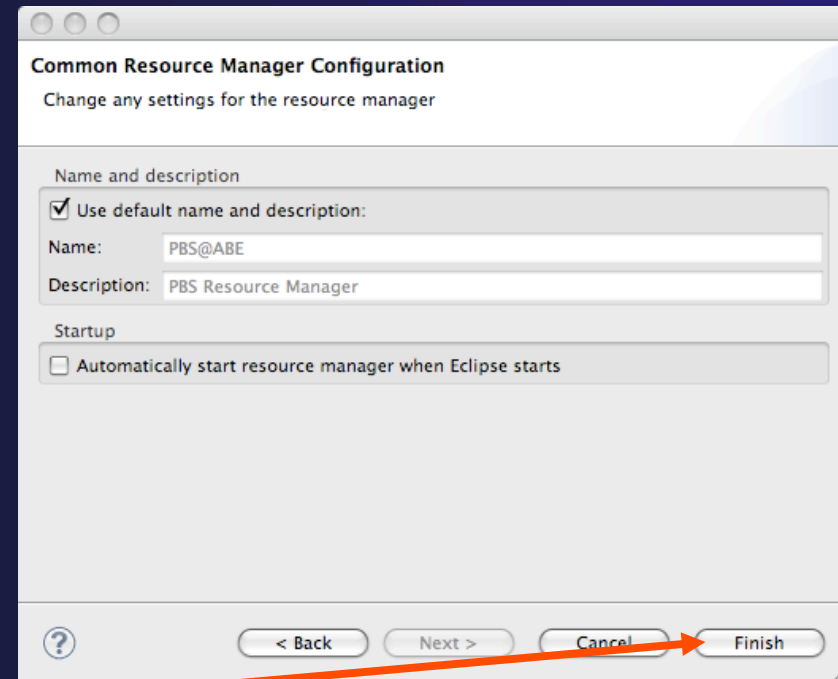 Common Resource Manager Configuration
Change any settings for the resource manager
Name and description
Use default name and description:
Name: PBS@ABE
Description: PBS Resource Manager
Startup
Automatically start resource manager when Eclipse starts
? < Back Next > Cancel Finish